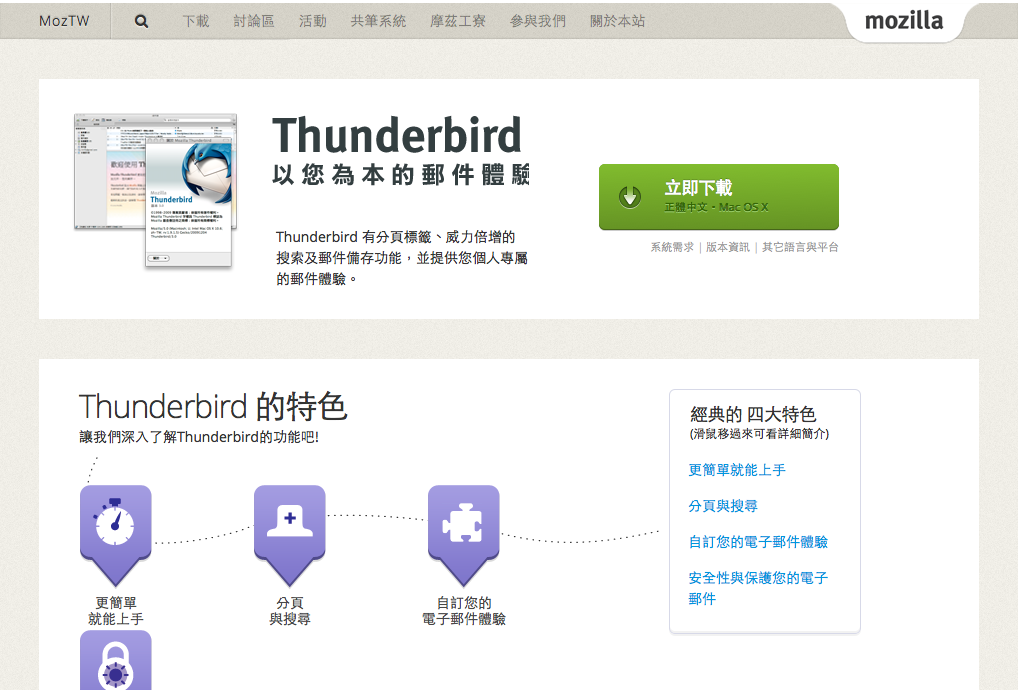 MozTW
下載 討論區 活動 共筆系統 摩茲工寮 參與我們 關於本站
mozilla
Thunderbird
以您為本的郵件體驗
Thunderbird 有分頁標籤、威力倍增的
搜索及郵件備存功能，並提供您個人專屬
的郵件體驗。
立即下載
正體中文・Mac OS X
系統需求 | 版本資訊 | 其它語言與平台
Mozilla
Thunderbird
Thunderbird 的特色
讓我們深入了解Thunderbird的功能吧!
更簡單
就能上手
分頁
與搜尋
自訂您的
電子郵件體驗
經典的 四大特色
(滑鼠移過來可看詳細簡介)
更簡單就能上手
分頁與搜尋
自訂您的電子郵件體驗
安全性與保護您的電子
郵件